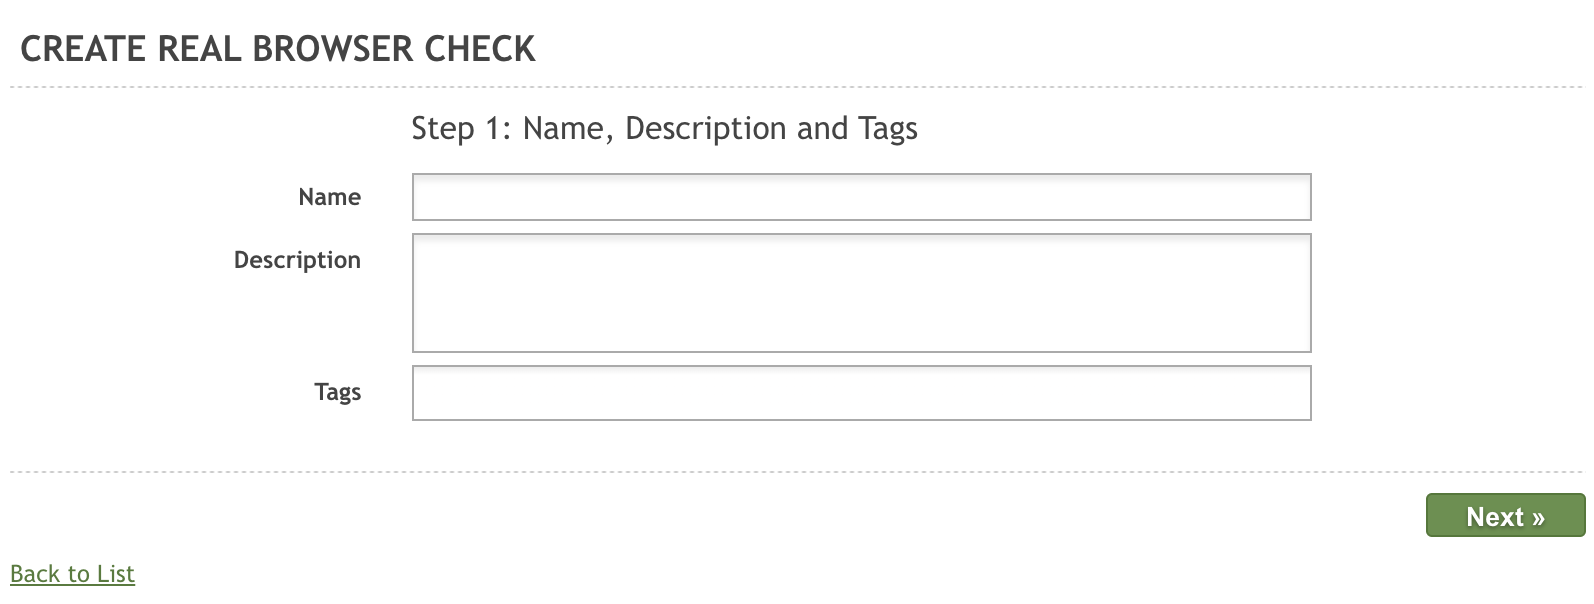 CREATE REAL BROWSER CHECK
Step 1: Name, Description and Tags
Name
Description
Tags
Next »
Back to List